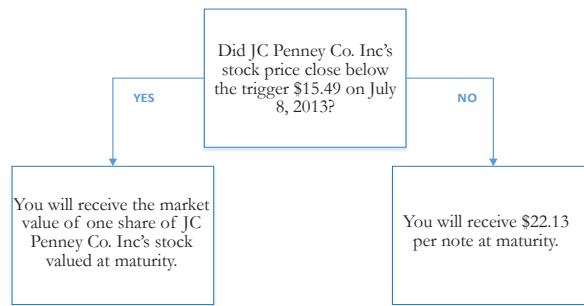 Did JC Penney Co. Inc's
stock price close below
the trigger $15.49 on July
8, 2013?
YES
NO
You will receive the market
value of one share of JC
Penney Co. Inc's stock
valued at maturity.
You will receive $22.13
per note at maturity.